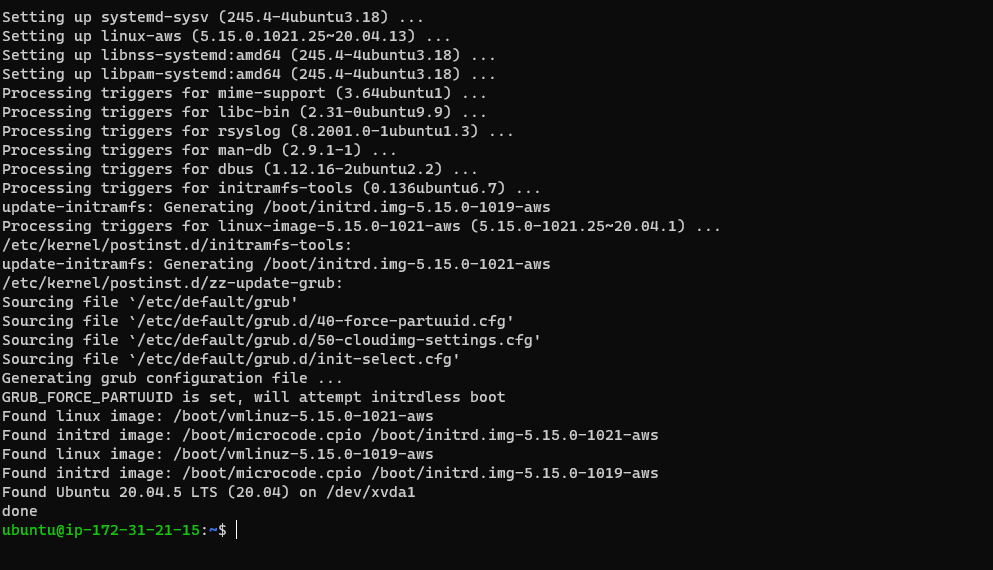 Setting up systemd-sysv (245.4-4ubuntu3.18) ...
Setting up linux-aws (5.15.0.1021.25~20.04.13) ...
Setting up libnss-systemd:amd64 (245.4-4ubuntu3.18) ...
Setting up libpam-systemd:amd64 (245.4-4ubuntu3.18) ...
Processing triggers for mime-support (3.64ubuntu1) ...
Processing triggers for libc-bin (2.31-0ubuntu9.9) ...
Processing triggers for rsyslog (8.2001.0-1ubuntu1.3) ...
Processing triggers for man-db (2.9.1-1) ...
Processing triggers for dbus (1.12.16-2ubuntu2.2) ...
Processing triggers for initramfs-tools (0.136ubuntu6.7) ...
update-initramfs: Generating /boot/initrd.img-5.15.0-1019-aws
Processing triggers for linux-image-5.15.0-1021-aws (5.15.0-1021.25~20.04.1) ...
/etc/kernel/postinst.d/initramfs-tools:
update-initramfs: Generating /boot/initrd.img-5.15.0-1021-aws
/etc/kernel/postinst.d/zz-update-grub:
Sourcing file `/etc/default/grub'
Sourcing file `/etc/default/grub.d/40-force-partuuid.cfg'
Sourcing file `/etc/default/grub.d/50-cloudimg-settings.cfg'
Sourcing file `/etc/default/grub.d/init-select.cfg'
Generating grub configuration file ...
GRUB_FORCE_PARTUUID is set, will attempt initrdless boot
Found linux image: /boot/vmlinuz-5.15.0-1021-aws
Found initrd image: /boot/microcode.cpio /boot/initrd.img-5.15.0-1021-aws
Found linux image: /boot/vmlinuz-5.15.0-1019-aws
Found initrd image: /boot/microcode.cpio /boot/initrd.img-5.15.0-1019-aws
Found Ubuntu 20.04.5 LTS (20.04) on /dev/xvda1
done
ubuntu@ip-172-31-21-15:~$